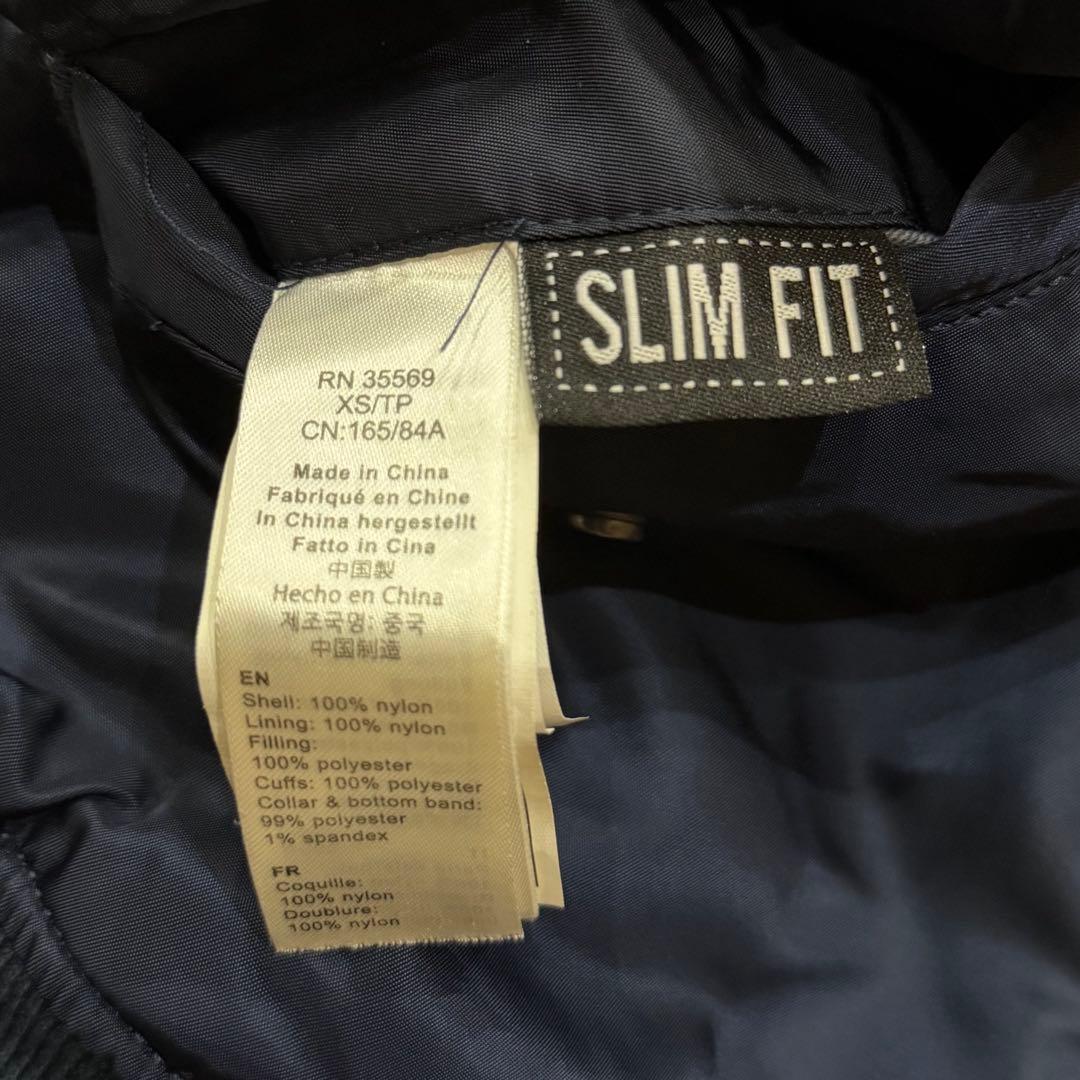 SLIM FIT
RN 35569
XS/TP
CN:165/84A
Made in China
Fabriqué en Chine
In China hergestellt
Fatto in Cina
中国製
Hecho en China
제조국명: 중국
中国制造
EN
Shell: 100% nylon
Lining: 100% nylon
Filling:
100% polyester
Cuffs: 100% polyester
Collar & bottom band:
99% polyester
1% spandex
FR
Coquille:
100% nylon
Doublure:
100% nylon